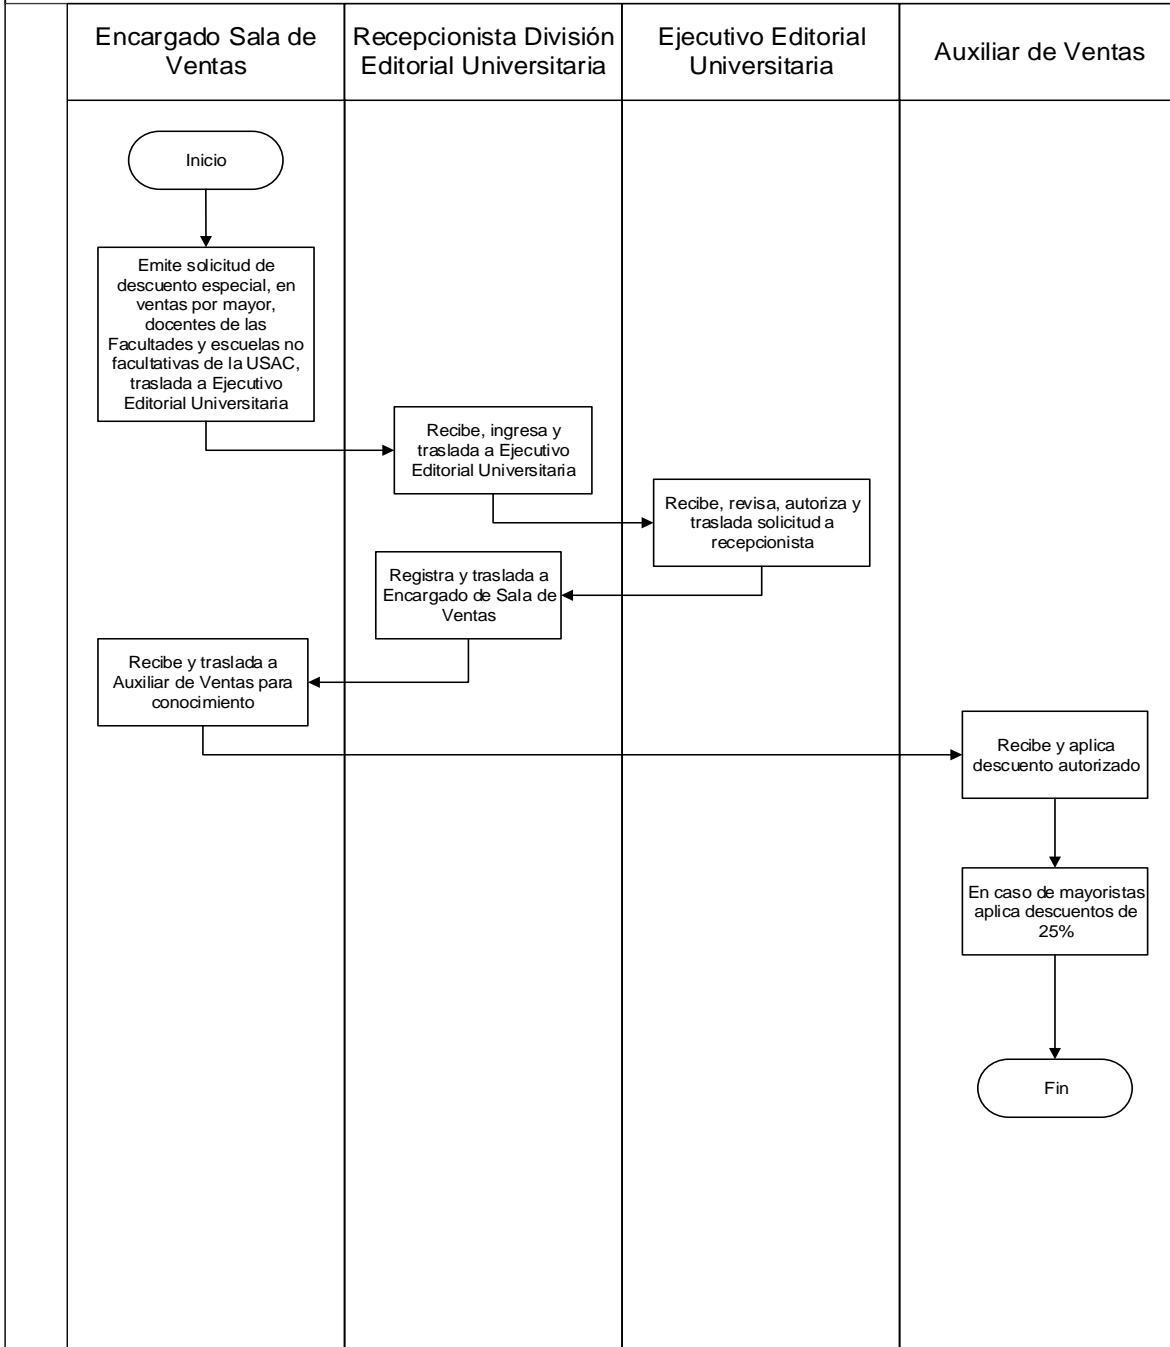 Encargado Sala de
Ventas
Recepcionista División
Editorial Universitaria
Ejecutivo Editorial
Universitaria
Auxiliar de Ventas
Inicio
Emite solicitud de
descuento especial, en
ventas por mayor,
docentes de las
Facultades y escuelas no
facultativas de la USAC,
traslada a Ejecutivo
Editorial Universitaria
Recibe, ingresa y
traslada a Ejecutivo
Editorial Universitaria
Recibe, revisa, autoriza y
traslada solicitud a
recepcionista
Registra y traslada a
Encargado de Sala de
Ventas
Recibe y traslada a
Auxiliar de Ventas para
conocimiento
Recibe y aplica
descuento autorizado
En caso de mayoristas
aplica descuentos de
25%
Fin